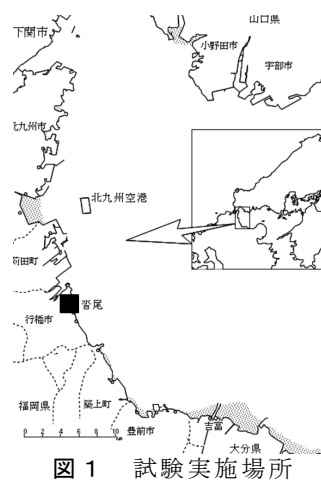 山口県
下関市
小野田市
宇部市
北九州市
北九州空港
苅田町
沓尾
行橋市
福岡県
築上町
豊前市
吉富
大分県
0 2 4 6 8 10
km
図1 試験実施場所